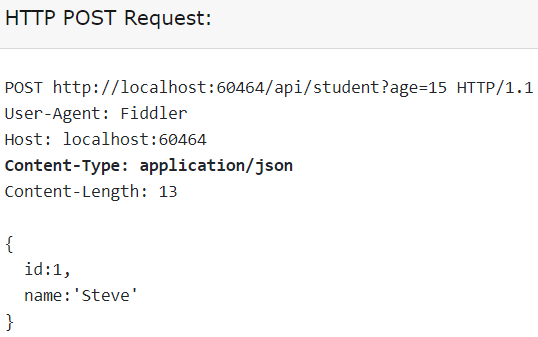 HTTP POST Request:
POST http://localhost:60464/api/student?age=15 HTTP/1.1
User-Agent: Fiddler
Host: localhost:60464
Content-Type: application/json
Content-Length: 13
{
id:1,
name:'Steve'
}